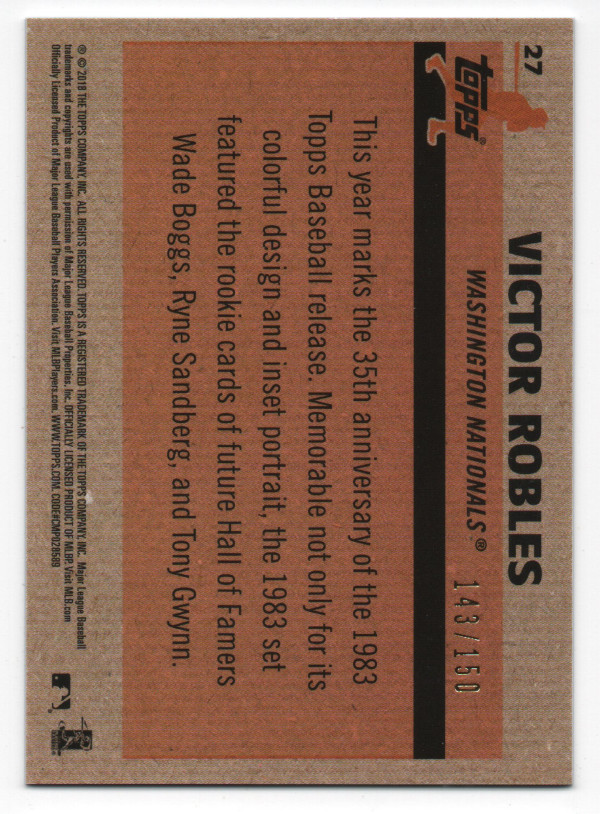 27
topps®
VICTOR ROBLES
WASHINGTON NATIONALS®
143/150
This year marks the 35th anniversary of the 1983
Topps Baseball release. Memorable not only for its
colorful design and inset portrait, the 1983 set
featured the rookie cards of future Hall of Famers
Wade Boggs, Ryne Sandberg, and Tony Gwynn.
® © 2018 THE TOPPS COMPANY, INC. ALL RIGHTS RESERVED. TOPPS IS A REGISTERED TRADEMARK OF THE TOPPS COMPANY, INC. Major League Baseball
trademarks and copyrights are used with permission of Major League Baseball Properties, Inc. OFFICIALLY LICENSED PRODUCT OF MLBP. Visit MLB.com
Officially Licensed Product of Major League Baseball Players Association. Visit MLBPlayers.com. WWW.TOPPS.COM. CODE#CMP028589